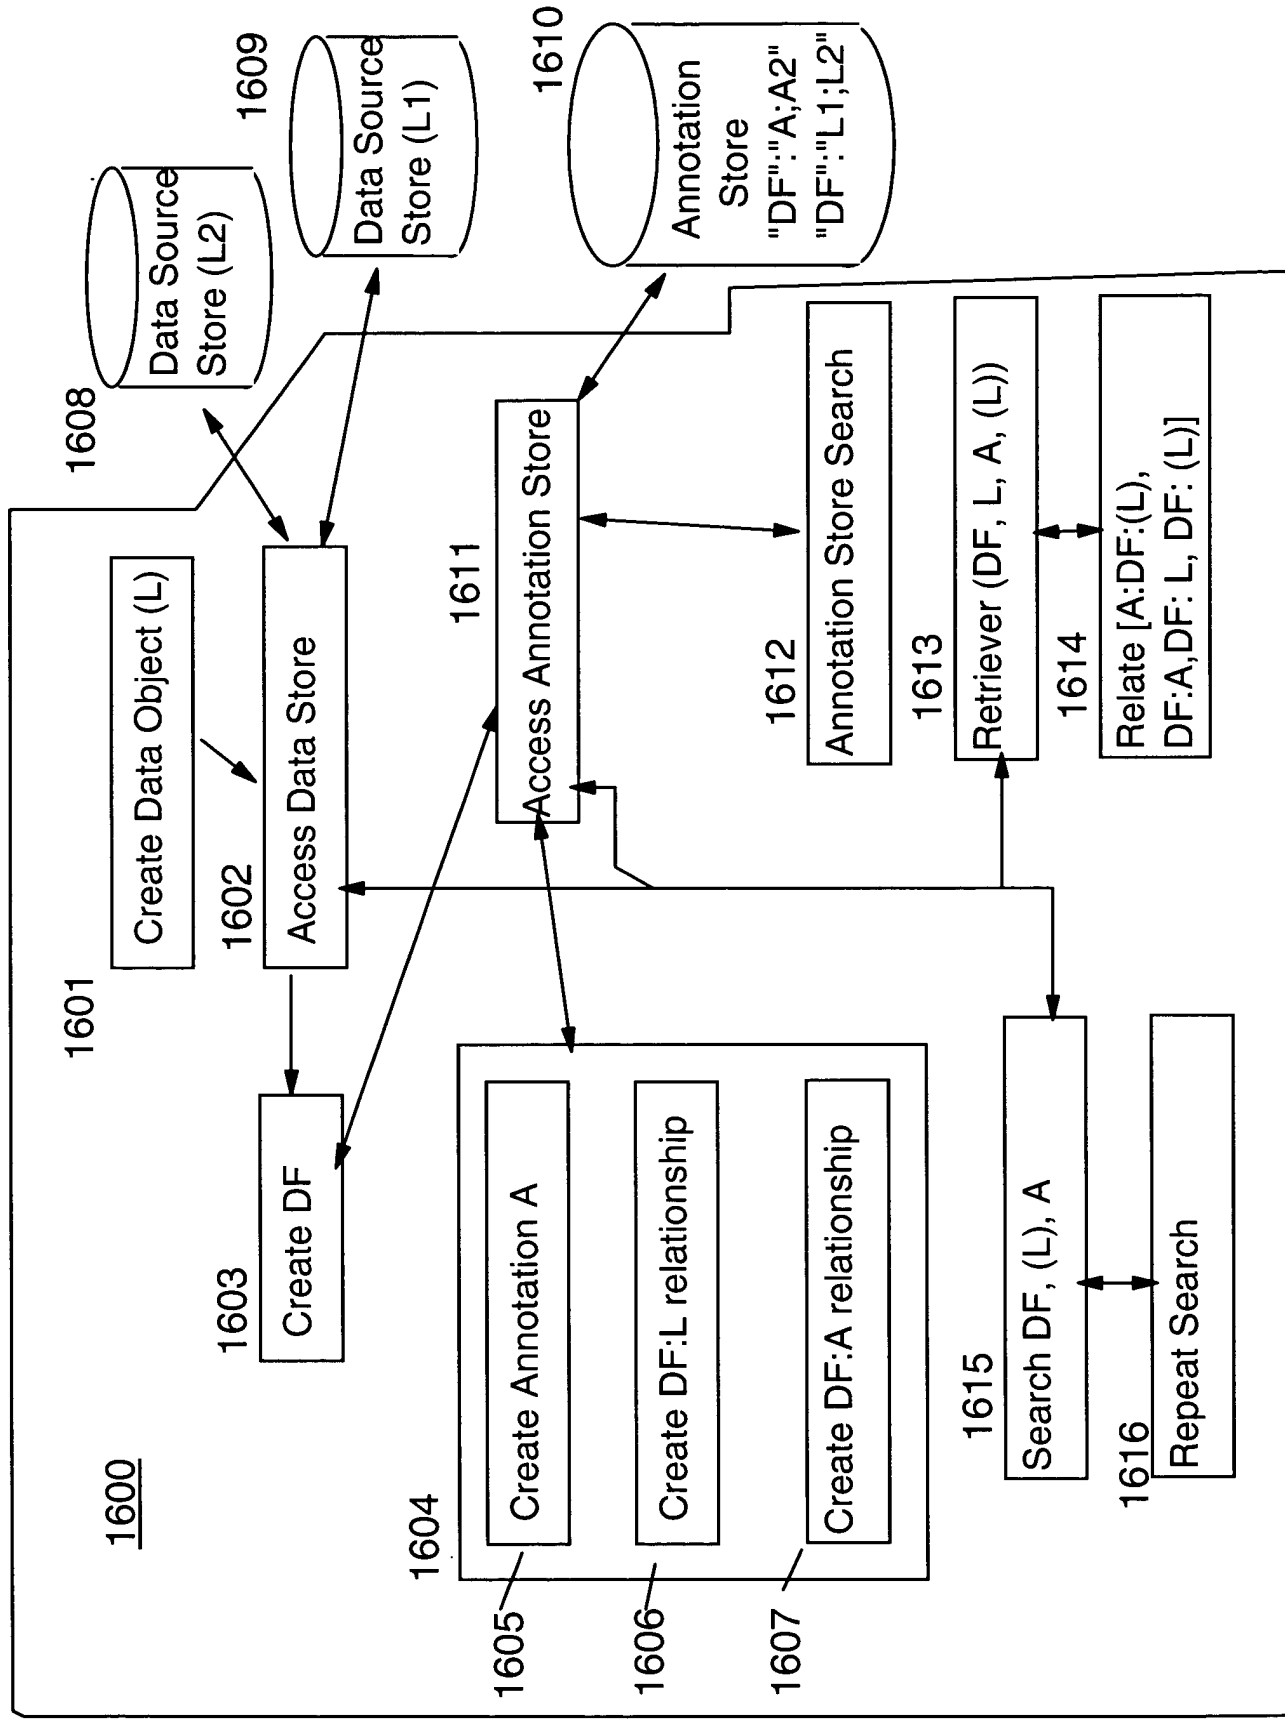 1600
1601
Create Data Object (L)
1602
Access Data Store
1603
Create DF
1608
Data Source
Store (L2)
1609
Data Source
Store (L1)
1610
Annotation
Store
"DF":"A;A2"
"DF":"L1;L2"
1611
Access Annotation Store
1604
1605
Create Annotation A
1606
Create DF:L relationship
1607
Create DF:A relationship
1612
Annotation Store Search
1613
Retriever (DF, L, A, (L))
1614
Relate [A:DF:(L),
DF:A,DF: L, DF: (L)]
1615
Search DF, (L), A
1616
Repeat Search